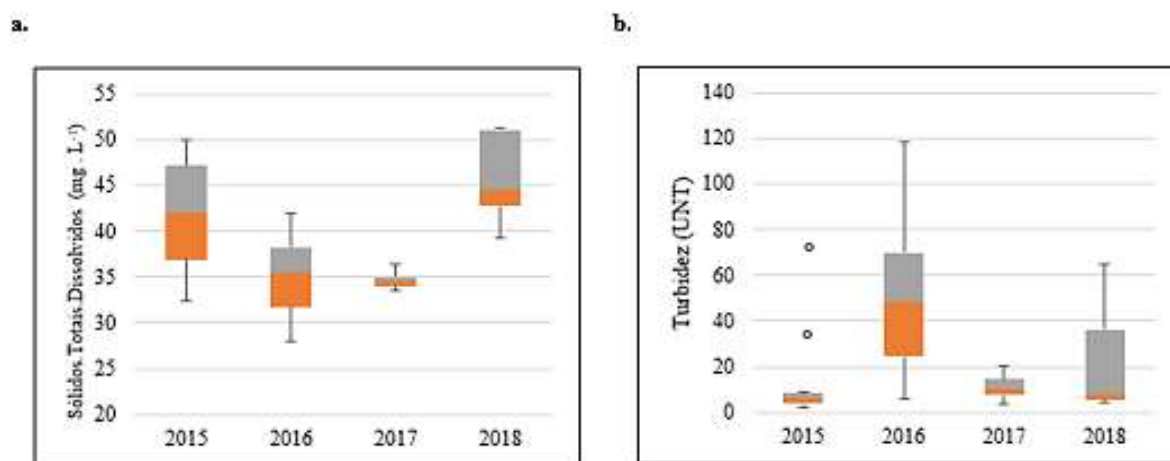 a.
Sólidos Totais Dissolvidos (mg . L⁻¹)
55
50
45
40
35
30
25
20
2015 2016 2017 2018
b.
Turbidez (UNT)
140
120
100
80
60
40
20
0
2015 2016 2017 2018